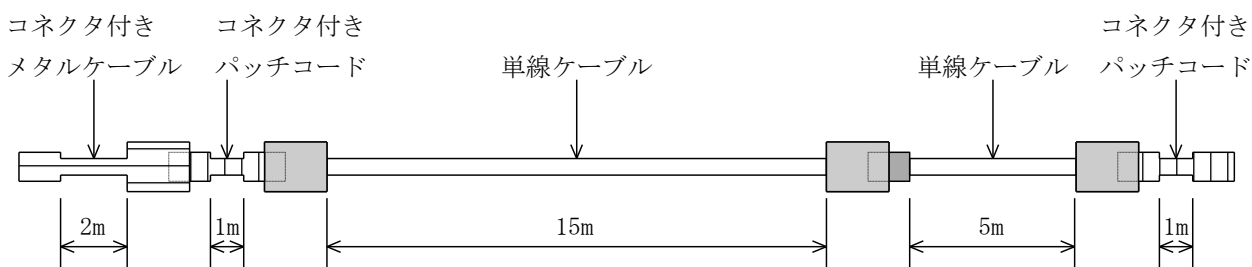 コネクタ付き
メタルケーブル
コネクタ付き
パッチコード
単線ケーブル
単線ケーブル
コネクタ付き
パッチコード
2m
1m
15m
5m
1m